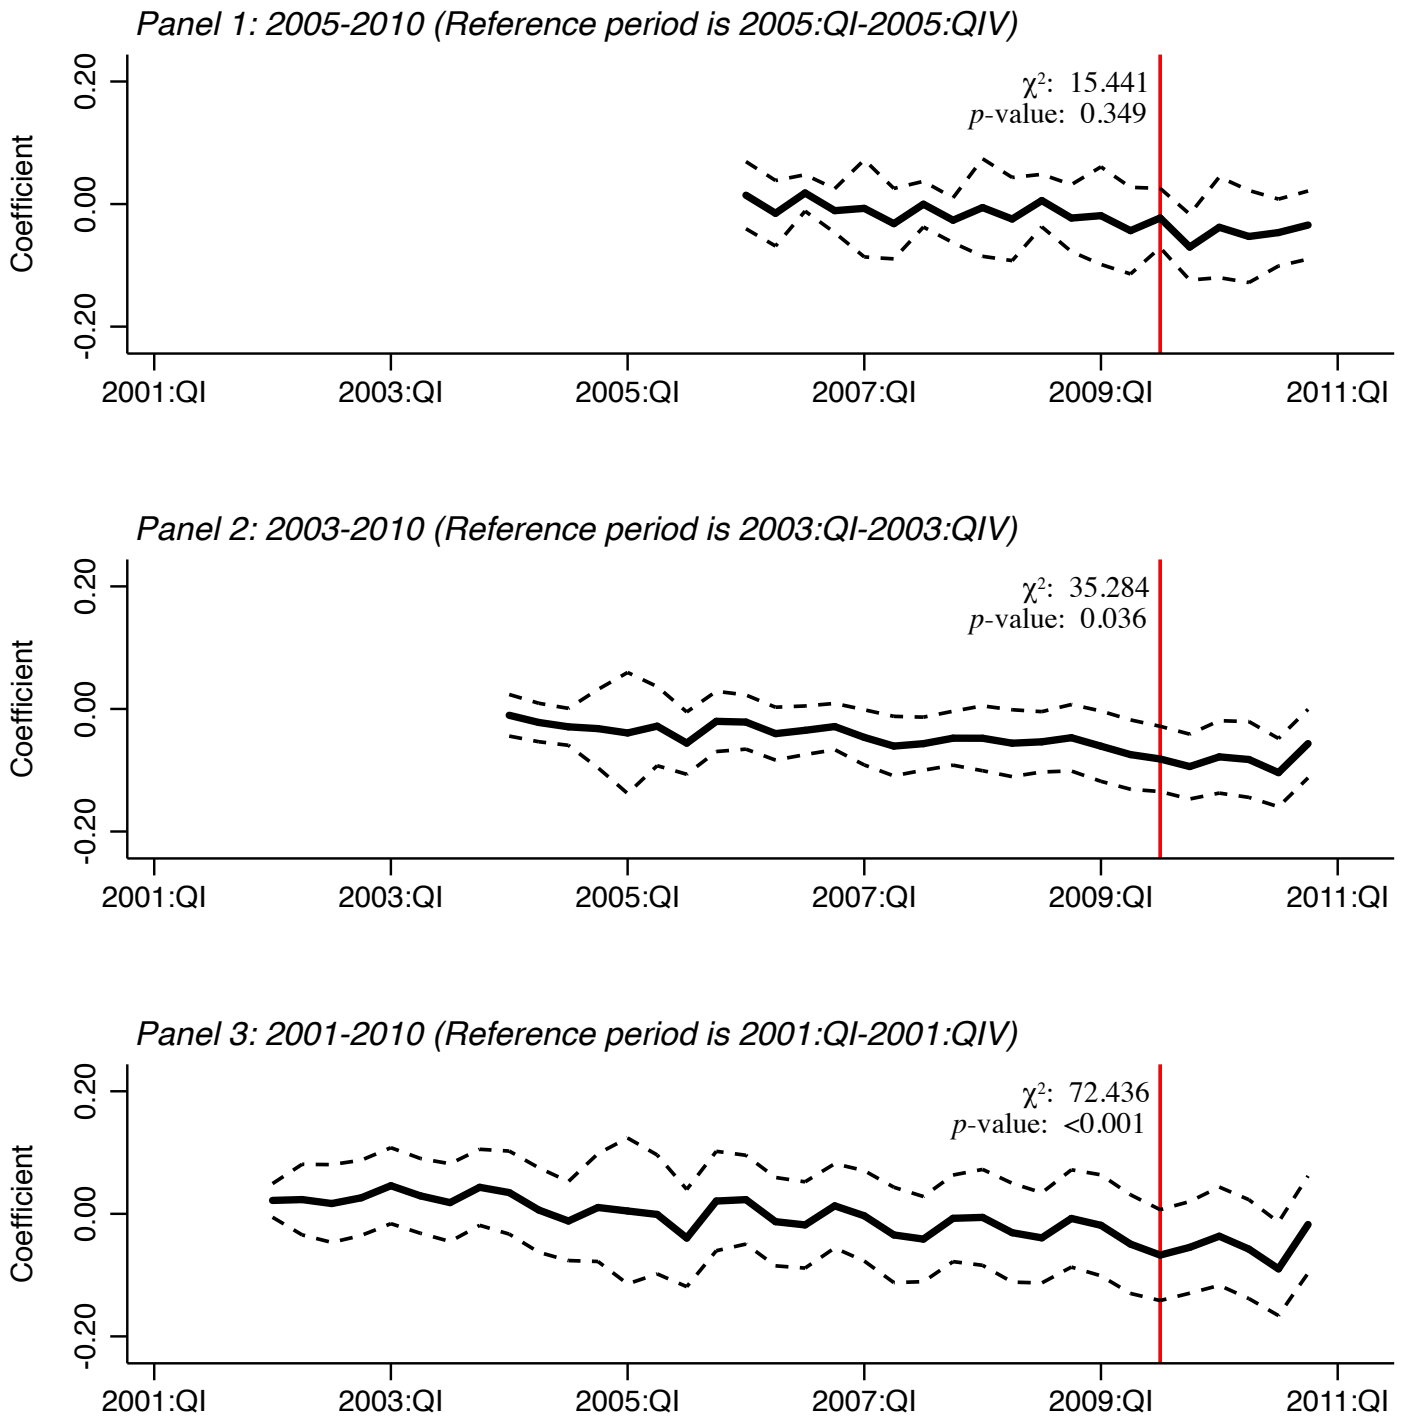 Panel 1: 2005-2010 (Reference period is 2005:QI-2005:QIV)
Coefficient
0.20
0.00
-0.20
χ²: 15.441
p-value: 0.349
2001:QI 2003:QI 2005:QI 2007:QI 2009:QI 2011:QI
Panel 2: 2003-2010 (Reference period is 2003:QI-2003:QIV)
Coefficient
0.20
0.00
-0.20
χ²: 35.284
p-value: 0.036
2001:QI 2003:QI 2005:QI 2007:QI 2009:QI 2011:QI
Panel 3: 2001-2010 (Reference period is 2001:QI-2001:QIV)
Coefficient
0.20
0.00
-0.20
χ²: 72.436
p-value: <0.001
2001:QI 2003:QI 2005:QI 2007:QI 2009:QI 2011:QI